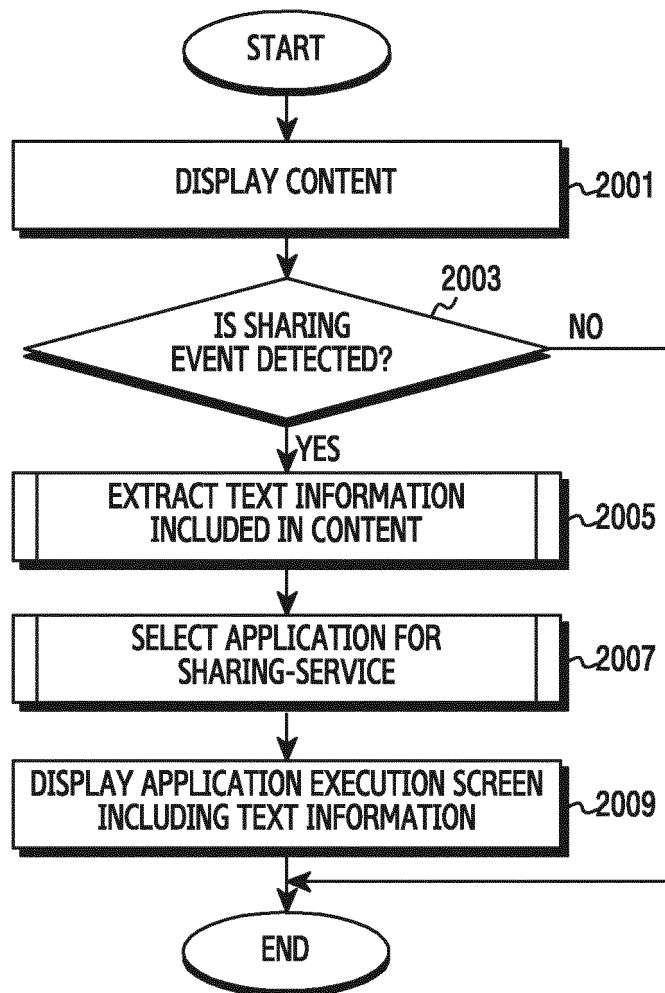 START
DISPLAY CONTENT
2001
2003
IS SHARING
EVENT DETECTED?
NO
YES
EXTRACT TEXT INFORMATION
INCLUDED IN CONTENT
2005
SELECT APPLICATION FOR
SHARING-SERVICE
2007
DISPLAY APPLICATION EXECUTION SCREEN
INCLUDING TEXT INFORMATION
2009
END